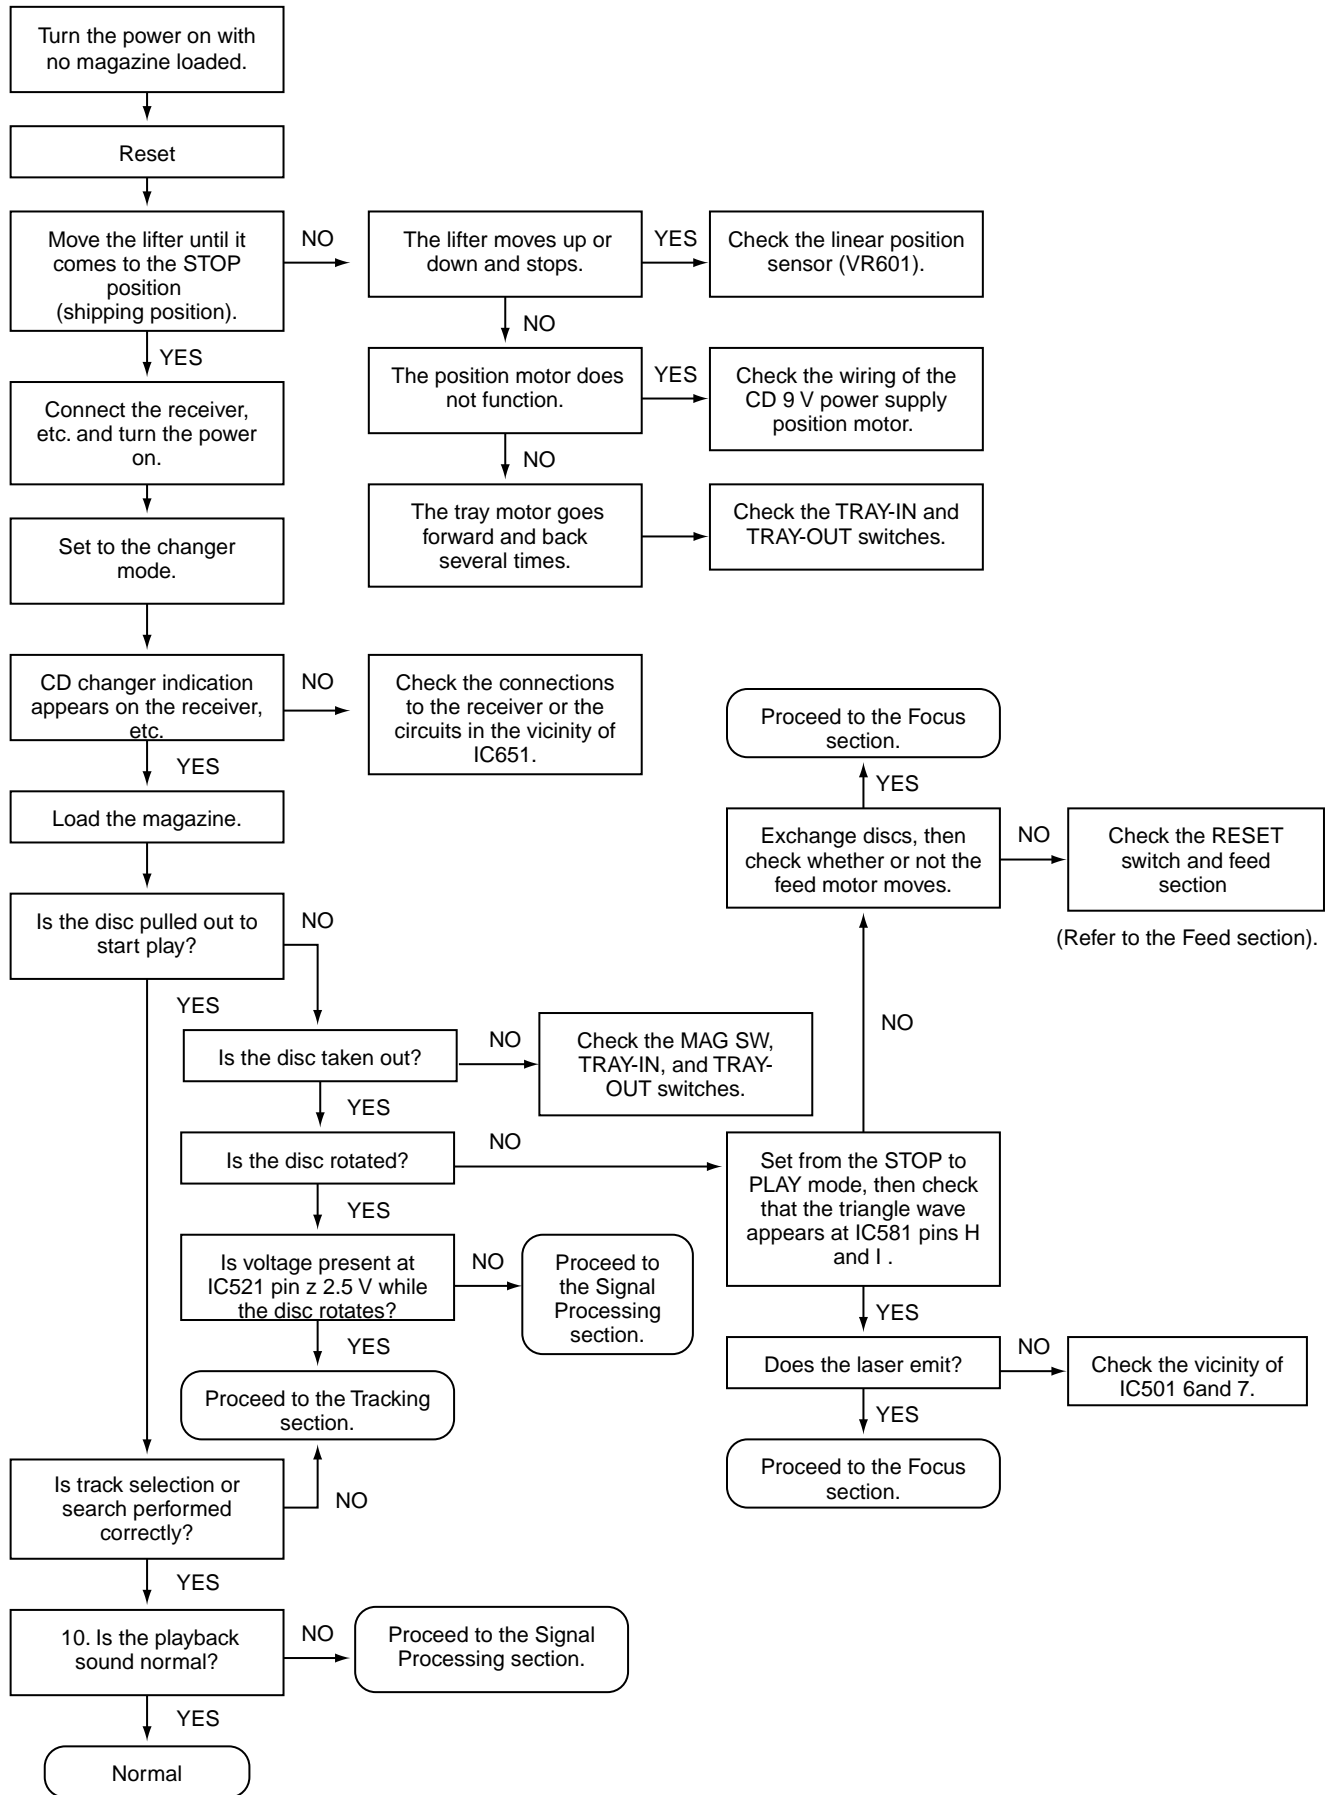 Turn the power on with
no magazine loaded.
Reset
Move the lifter until it
comes to the STOP
position
(shipping position).
NO
The lifter moves up or
down and stops.
YES
Check the linear position
sensor (VR601).
NO
YES
The position motor does
not function.
YES
Check the wiring of the
CD 9 V power supply
position motor.
Connect the receiver,
etc. and turn the power
on.
NO
The tray motor goes
forward and back
several times.
Check the TRAY-IN and
TRAY-OUT switches.
Set to the changer
mode.
CD changer indication
appears on the receiver,
etc.
NO
Check the connections
to the receiver or the
circuits in the vicinity of
IC651.
Proceed to the Focus
section.
YES
YES
Load the magazine.
Exchange discs, then
check whether or not the
feed motor moves.
NO
Check the RESET
switch and feed
section
(Refer to the Feed section).
Is the disc pulled out to
start play?
NO
YES
NO
Is the disc taken out?
NO
Check the MAG SW,
TRAY-IN, and TRAY-
OUT switches.
YES
Is the disc rotated?
NO
Set from the STOP to
PLAY mode, then check
that the triangle wave
appears at IC581 pins H
and I .
YES
Is voltage present at
IC521 pin z 2.5 V while
the disc rotates?
NO
Proceed to
the Signal
Processing
section.
YES
YES
Does the laser emit?
NO
Check the vicinity of
IC501 6and 7.
Proceed to the Tracking
section.
YES
Proceed to the Focus
section.
Is track selection or
search performed
correctly?
NO
YES
10. Is the playback
sound normal?
NO
Proceed to the Signal
Processing section.
YES
Normal